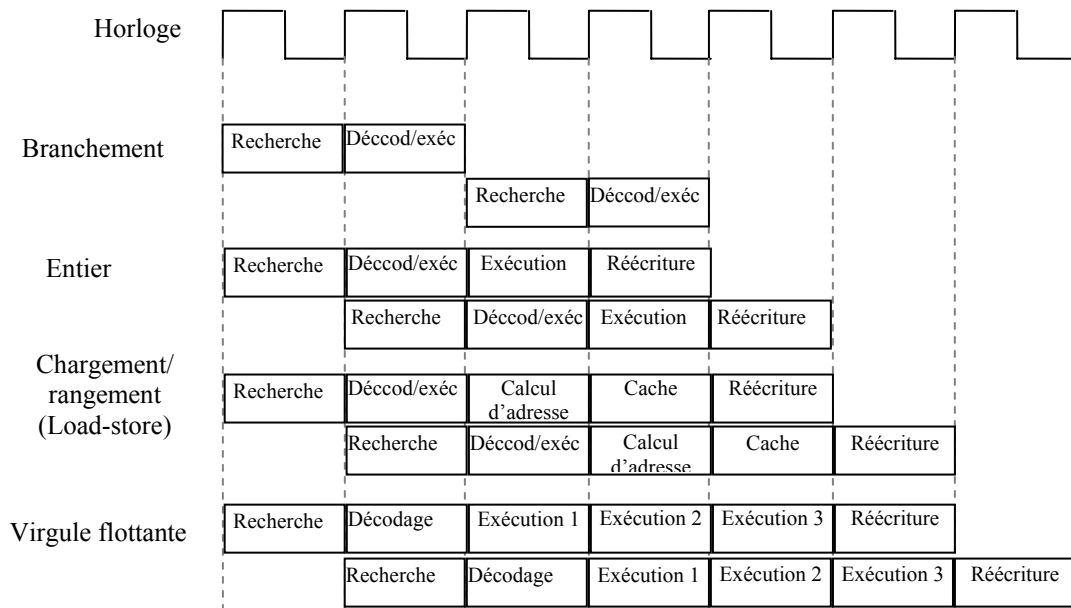 Horloge
Branchement
Recherche Déccod/exéc
Recherche Déccod/exéc
Entier
Recherche Déccod/exéc Exécution Réécriture
Recherche Déccod/exéc Exécution Réécriture
Chargement/
rangement
(Load-store)
Recherche Déccod/exéc Calcul d’adresse Cache Réécriture
Recherche Déccod/exéc Calcul d’adresse Cache Réécriture
Virgule flottante
Recherche Décodage Exécution 1 Exécution 2 Exécution 3 Réécriture
Recherche Décodage Exécution 1 Exécution 2 Exécution 3 Réécriture